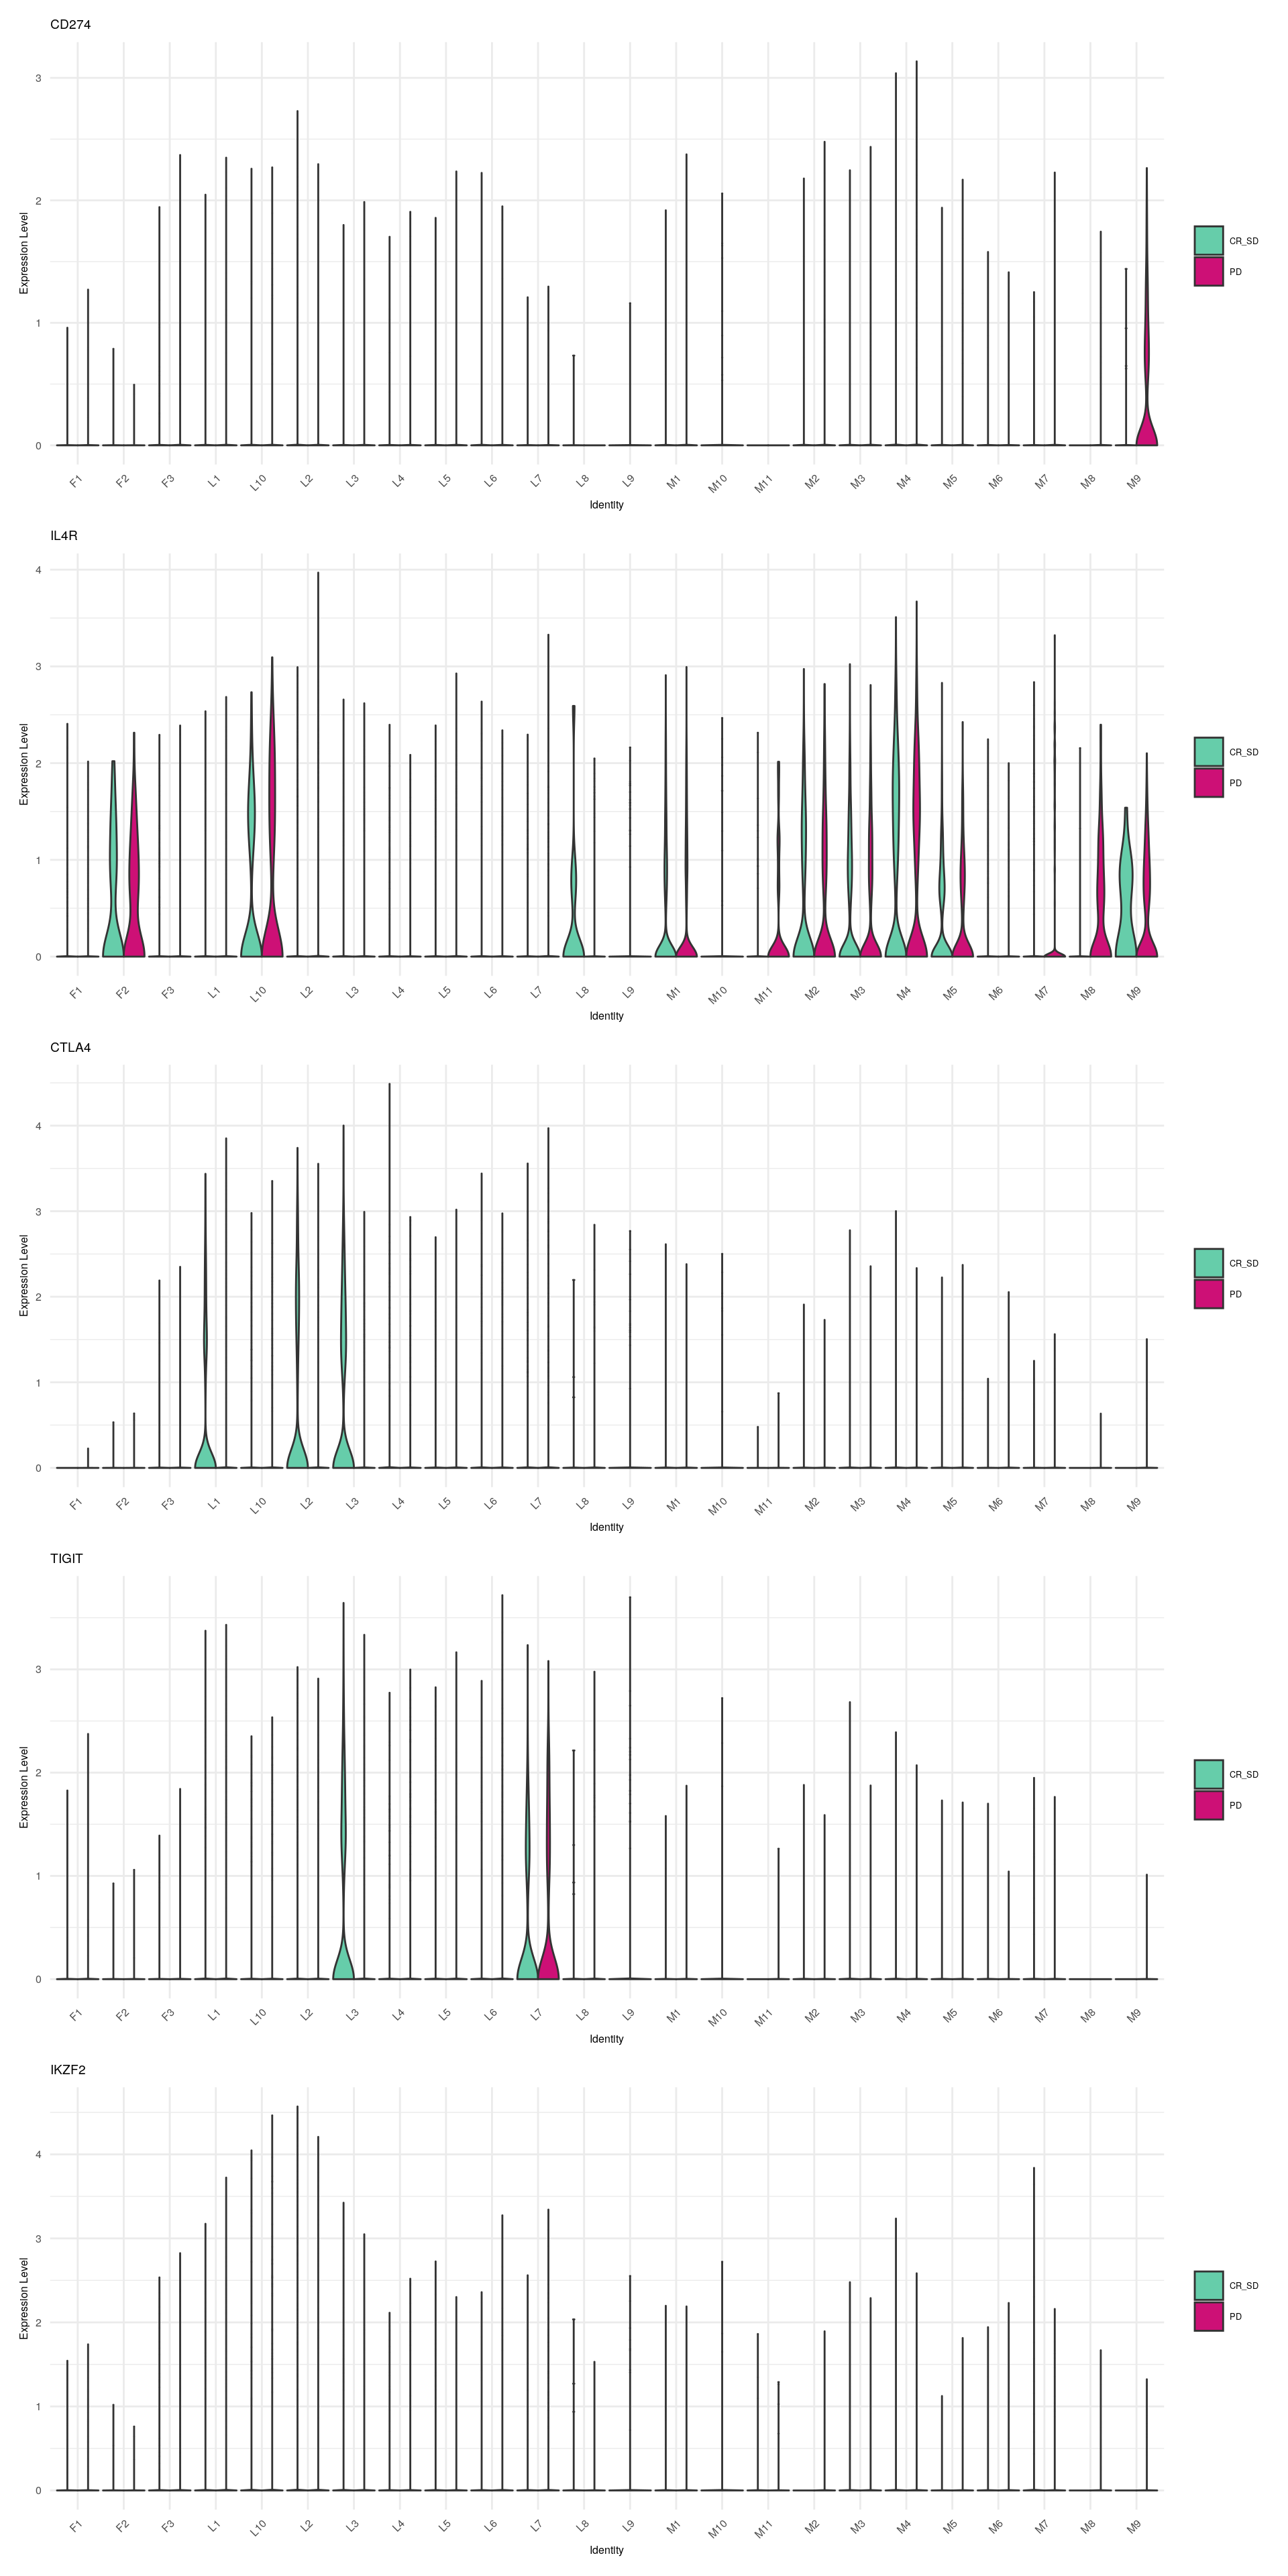 CD274
3
2
1
0
Expression Level
F1 F2 F3 L1 L10 L2 L3 L4 L5 L6 L7 L8 L9 M1 M10 M11 M2 M3 M4 M5 M6 M7 M8 M9
Identity
CR_SD
PD
IL4R
4
3
2
1
0
Expression Level
F1 F2 F3 L1 L10 L2 L3 L4 L5 L6 L7 L8 L9 M1 M10 M11 M2 M3 M4 M5 M6 M7 M8 M9
Identity
CR_SD
PD
CTLA4
4
3
2
1
0
Expression Level
F1 F2 F3 L1 L10 L2 L3 L4 L5 L6 L7 L8 L9 M1 M10 M11 M2 M3 M4 M5 M6 M7 M8 M9
Identity
CR_SD
PD
TIGIT
3
2
1
0
Expression Level
F1 F2 F3 L1 L10 L2 L3 L4 L5 L6 L7 L8 L9 M1 M10 M11 M2 M3 M4 M5 M6 M7 M8 M9
Identity
CR_SD
PD
IKZF2
4
3
2
1
0
Expression Level
F1 F2 F3 L1 L10 L2 L3 L4 L5 L6 L7 L8 L9 M1 M10 M11 M2 M3 M4 M5 M6 M7 M8 M9
Identity
CR_SD
PD